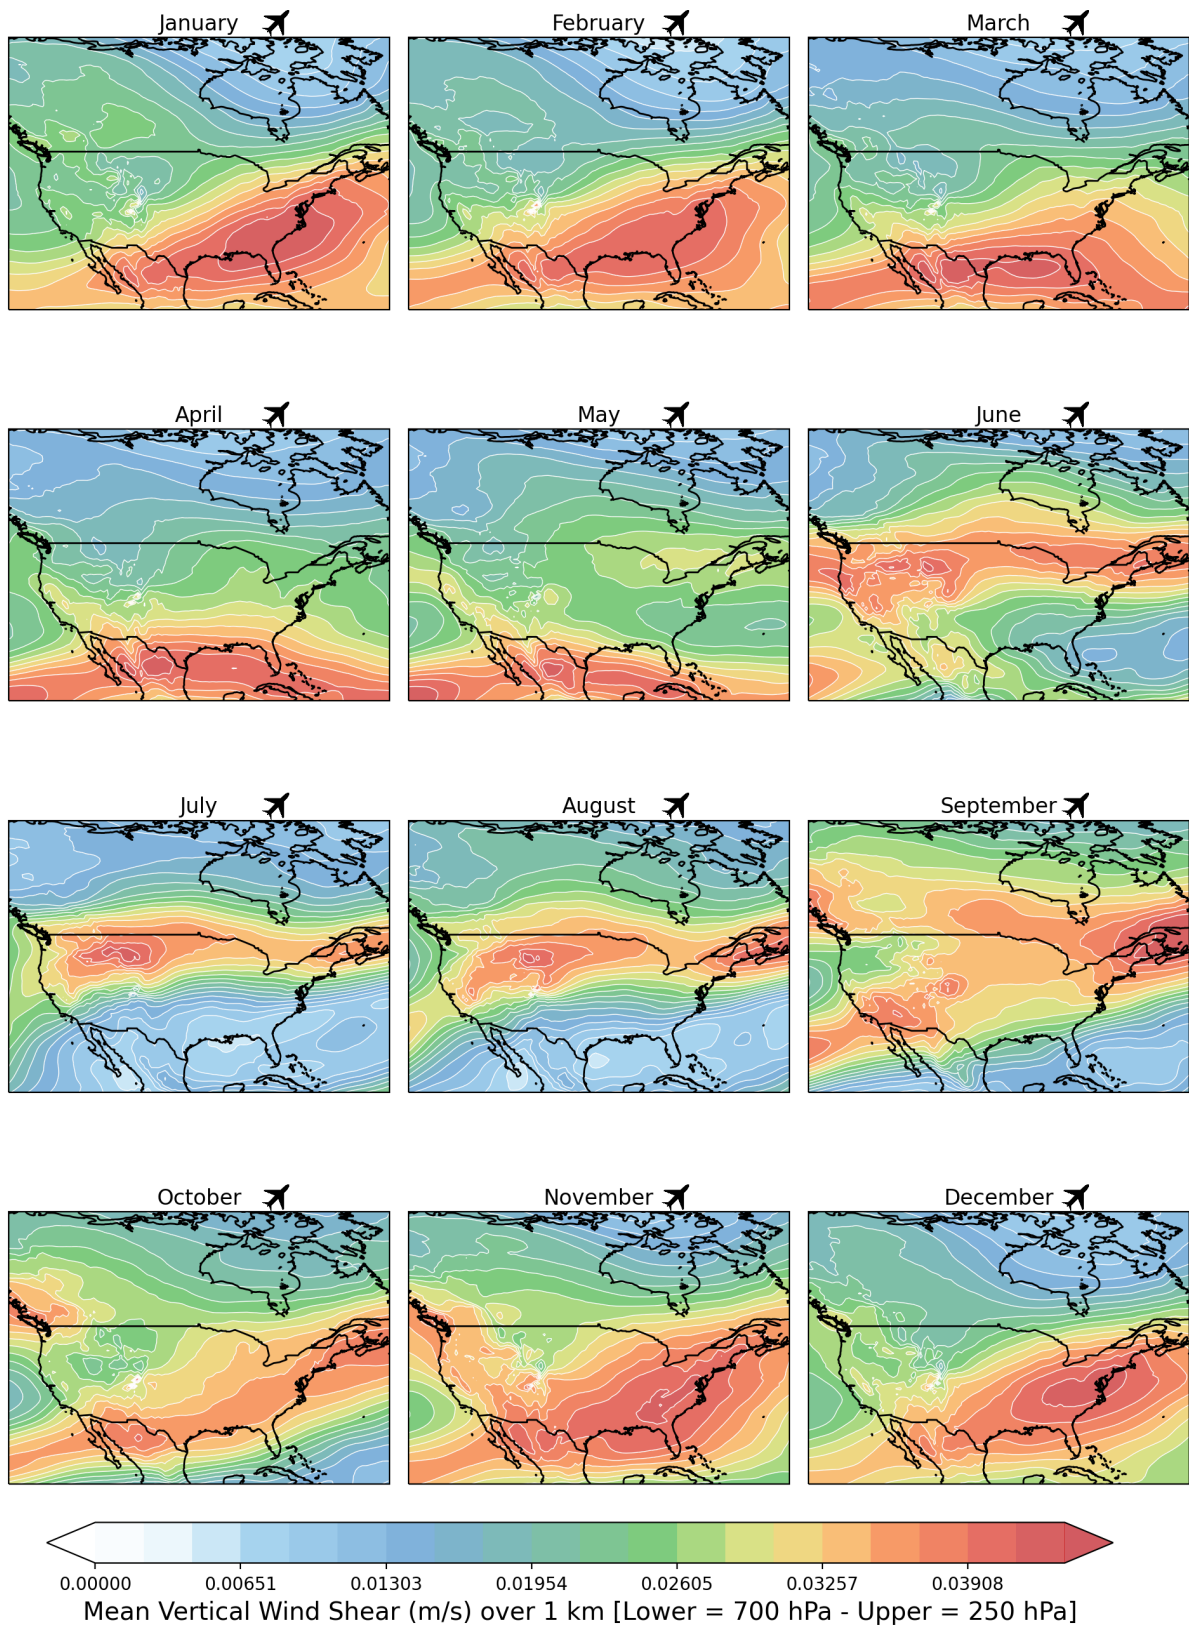 January
February
March
April
May
June
July
August
September
October
November
December
0.00000
0.00651
0.01303
0.01954
0.02605
0.03257
0.03908
Mean Vertical Wind Shear (m/s) over 1 km [Lower = 700 hPa - Upper = 250 hPa]